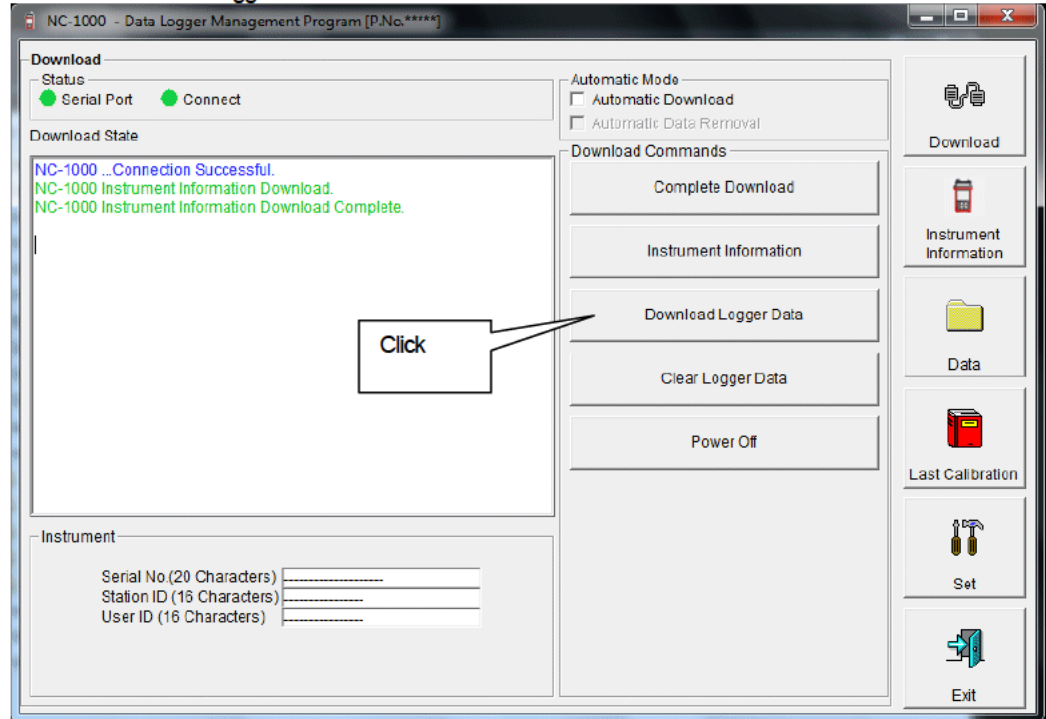 NC-1000 - Data Logger Management Program [P.No.*****]
Download
Status
Serial Port
Connect
Download State
NC-1000 ...Connection Successful.
NC-1000 Instrument Information Download.
NC-1000 Instrument Information Download Complete.
Click
Instrument
Serial No.(20 Characters) --------------------
Station ID (16 Characters) ----------------
User ID (16 Characters) ----------------
Automatic Mode
Automatic Download
Automatic Data Removal
Download Commands
Complete Download
Instrument Information
Download Logger Data
Clear Logger Data
Power Off
Download
Instrument
Information
Data
Last Calibration
Set
Exit